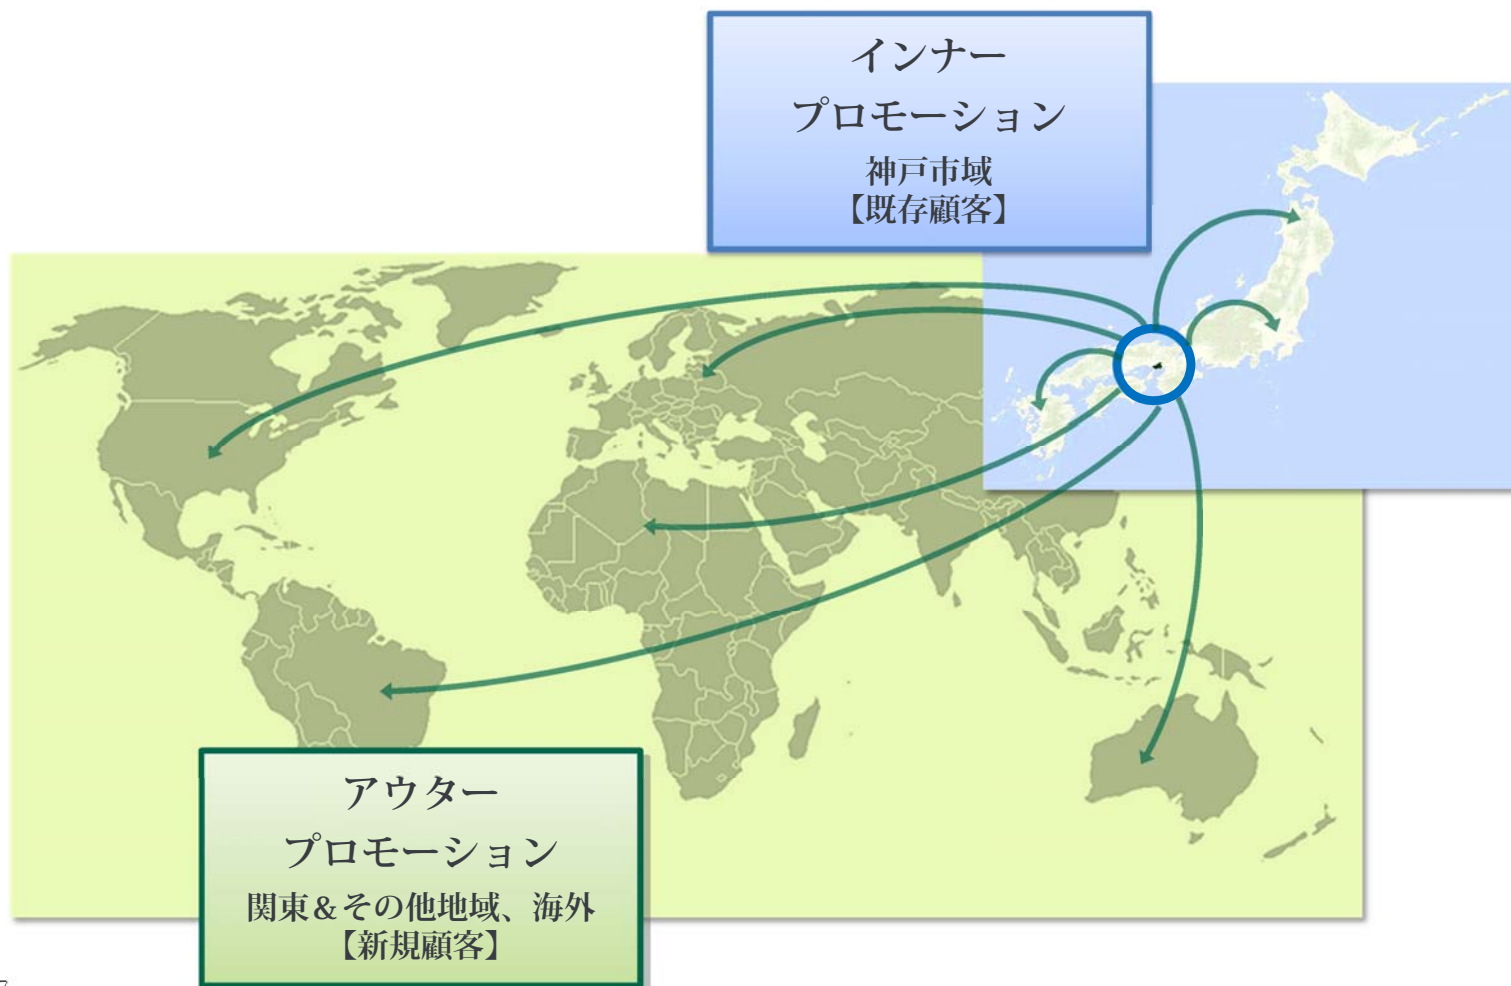 インナー
プロモーション
神戸市域
【既存顧客】
アウター
プロモーション
関東＆その他地域、海外
【新規顧客】